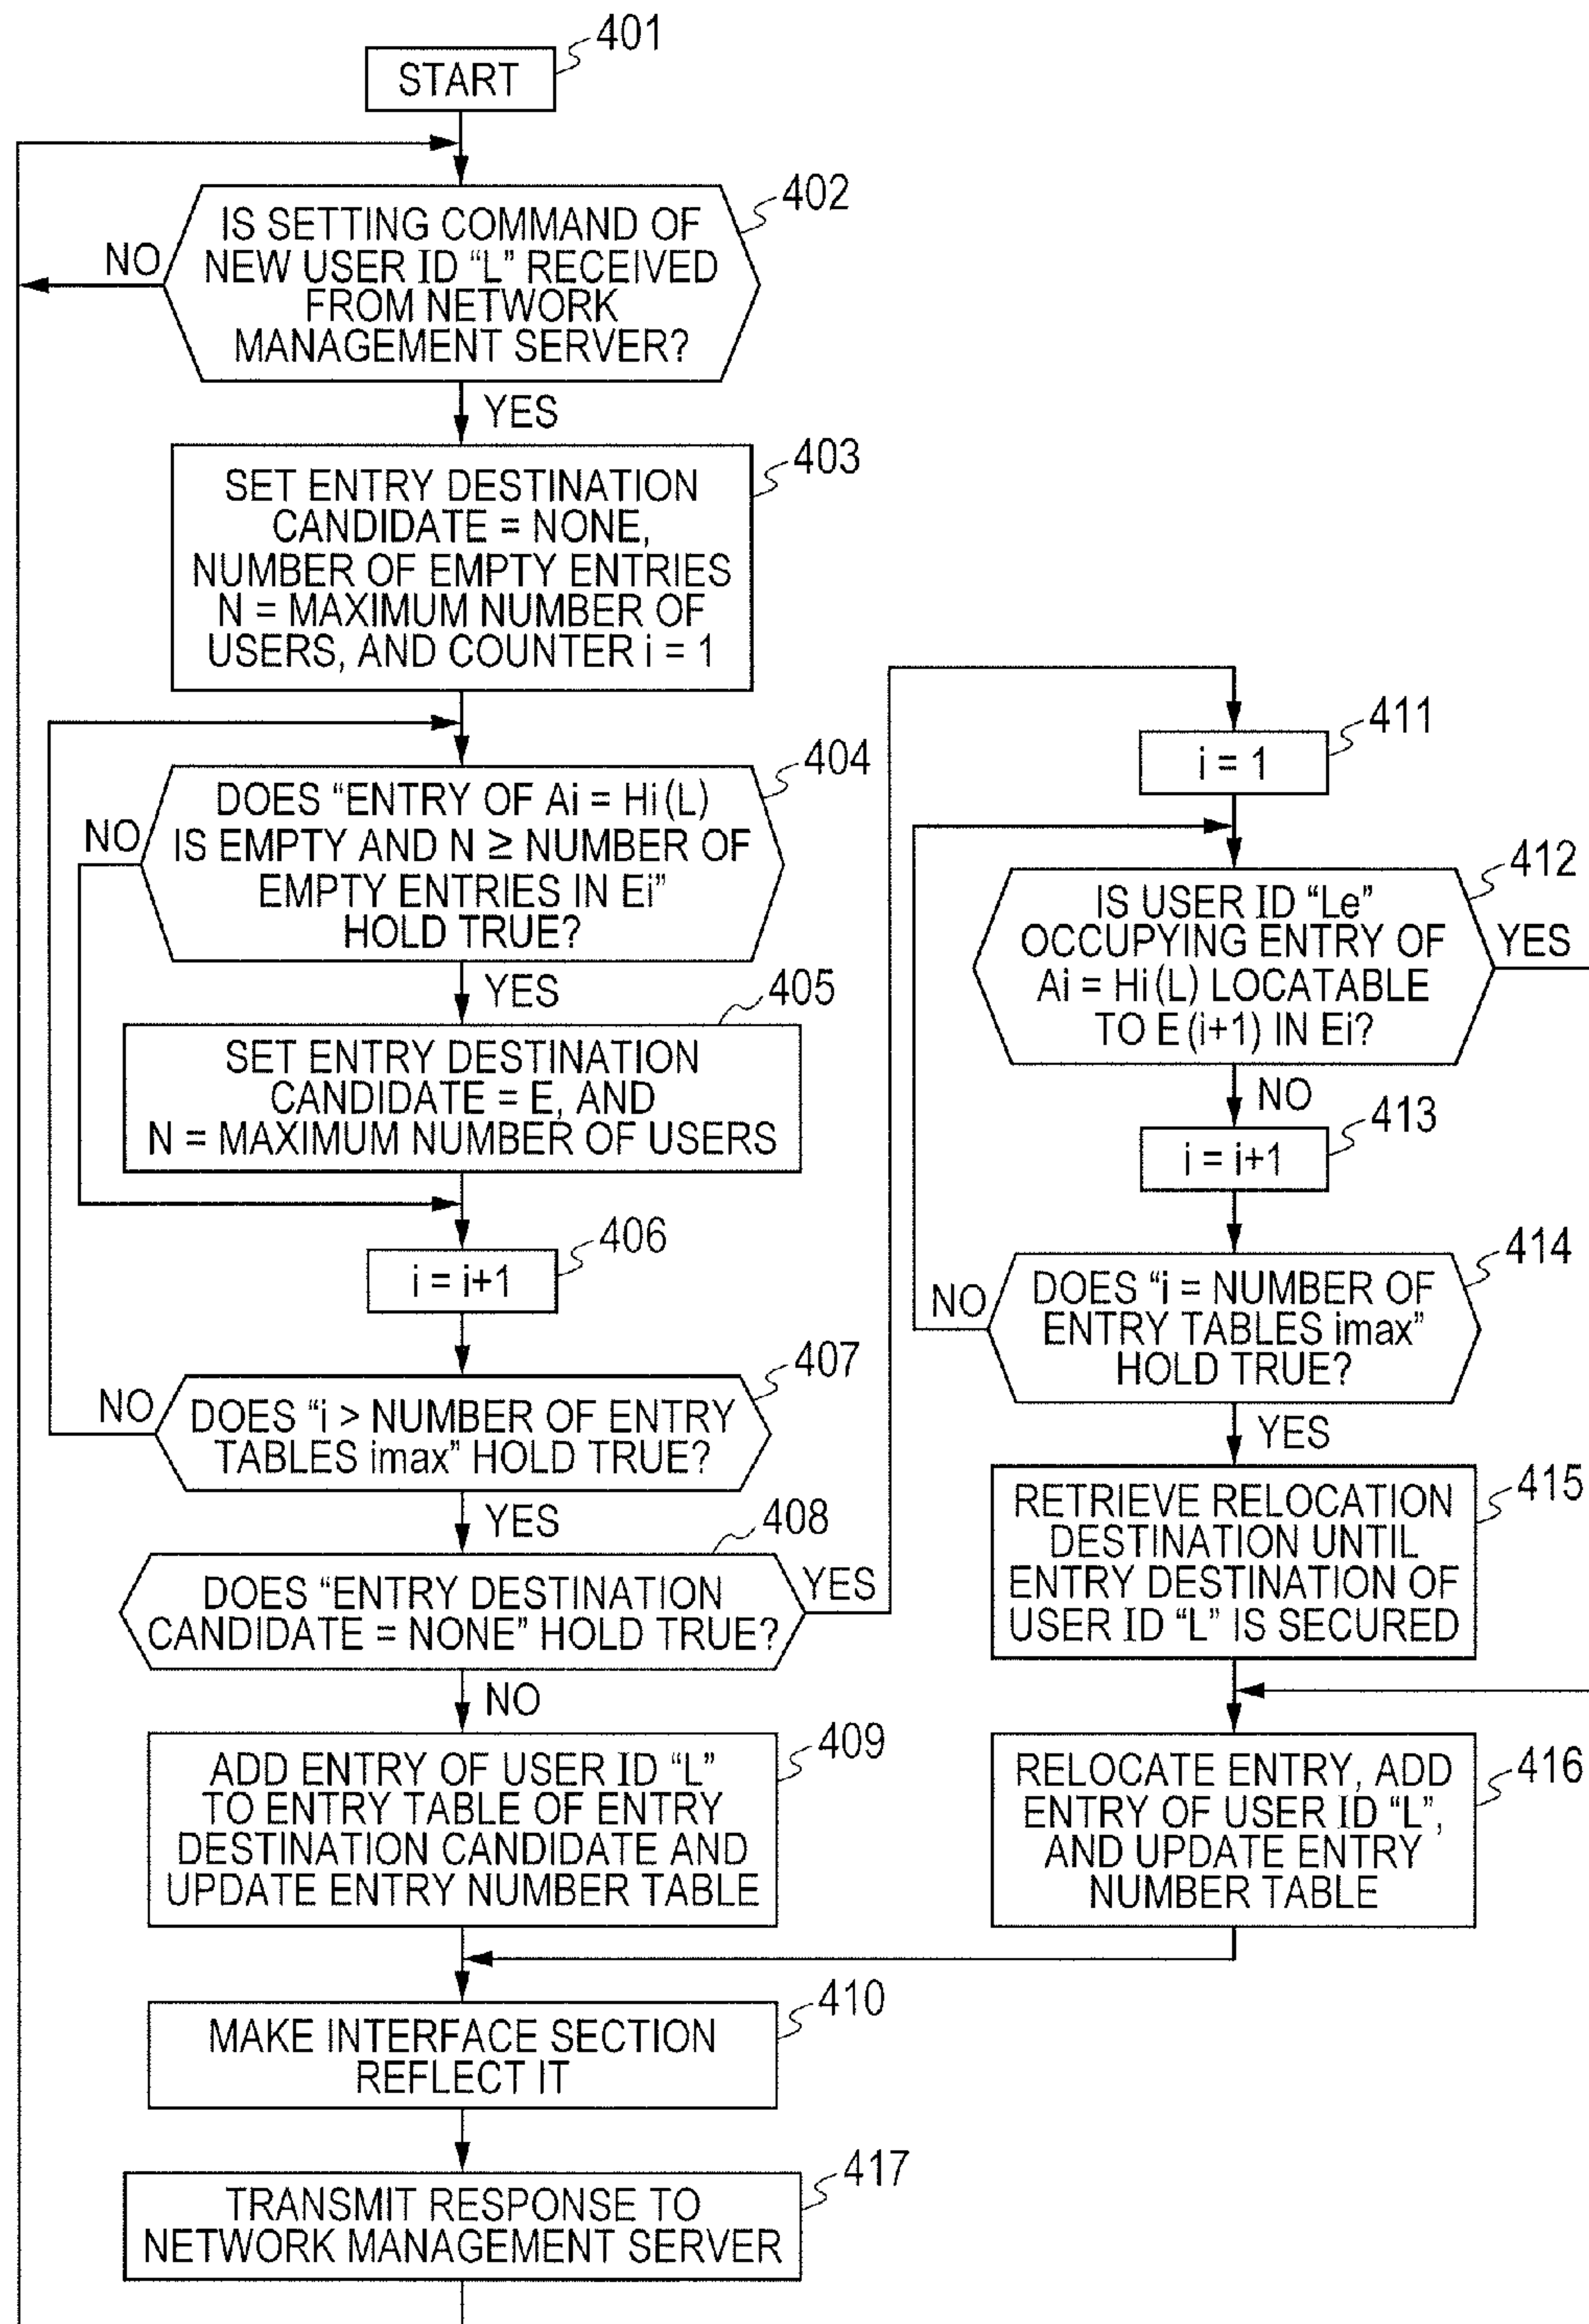 401
START
402
IS SETTING COMMAND OF
NEW USER ID “L” RECEIVED
FROM NETWORK
MANAGEMENT SERVER?
NO
YES
403
SET ENTRY DESTINATION
CANDIDATE = NONE,
NUMBER OF EMPTY ENTRIES
N = MAXIMUM NUMBER OF
USERS, AND COUNTER i = 1
404
DOES “ENTRY OF Ai = Hi(L)
IS EMPTY AND N ≥ NUMBER OF
EMPTY ENTRIES IN Ei”
HOLD TRUE?
NO
YES
405
SET ENTRY DESTINATION
CANDIDATE = E, AND
N = MAXIMUM NUMBER OF USERS
406
i = i+1
407
DOES “i > NUMBER OF ENTRY
TABLES imax” HOLD TRUE?
NO
YES
408
DOES “ENTRY DESTINATION
CANDIDATE = NONE” HOLD TRUE?
YES
NO
409
ADD ENTRY OF USER ID “L”
TO ENTRY TABLE OF ENTRY
DESTINATION CANDIDATE AND
UPDATE ENTRY NUMBER TABLE
410
MAKE INTERFACE SECTION
REFLECT IT
417
TRANSMIT RESPONSE TO
NETWORK MANAGEMENT SERVER
411
i = 1
412
IS USER ID “Le”
OCCUPYING ENTRY OF
Ai = Hi(L) LOCATABLE
TO E(i+1) IN Ei?
YES
NO
413
i = i+1
414
DOES “i = NUMBER OF
ENTRY TABLES imax”
HOLD TRUE?
NO
YES
415
RETRIEVE RELOCATION
DESTINATION UNTIL
ENTRY DESTINATION OF
USER ID “L” IS SECURED
416
RELOCATE ENTRY, ADD
ENTRY OF USER ID “L”,
AND UPDATE ENTRY
NUMBER TABLE